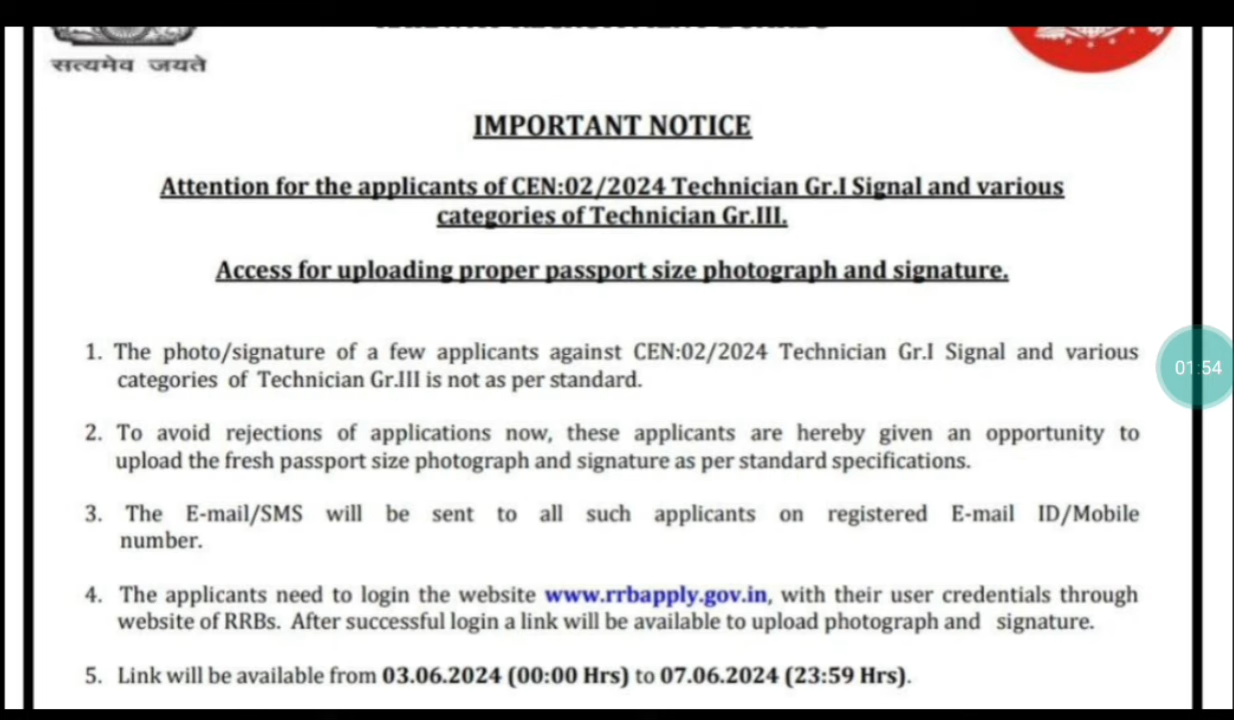 सत्यमेव जयते
IMPORTANT NOTICE
Attention for the applicants of CEN:02/2024 Technician Gr.I Signal and various
categories of Technician Gr.III.
Access for uploading proper passport size photograph and signature.
1. The photo/signature of a few applicants against CEN:02/2024 Technician Gr.I Signal and various
categories of Technician Gr.III is not as per standard.
2. To avoid rejections of applications now, these applicants are hereby given an opportunity to
upload the fresh passport size photograph and signature as per standard specifications.
3. The E-mail/SMS will be sent to all such applicants on registered E-mail ID/Mobile
number.
4. The applicants need to login the website www.rrbapply.gov.in, with their user credentials through
website of RRBs. After successful login a link will be available to upload photograph and signature.
5. Link will be available from 03.06.2024 (00:00 Hrs) to 07.06.2024 (23:59 Hrs).
01:54